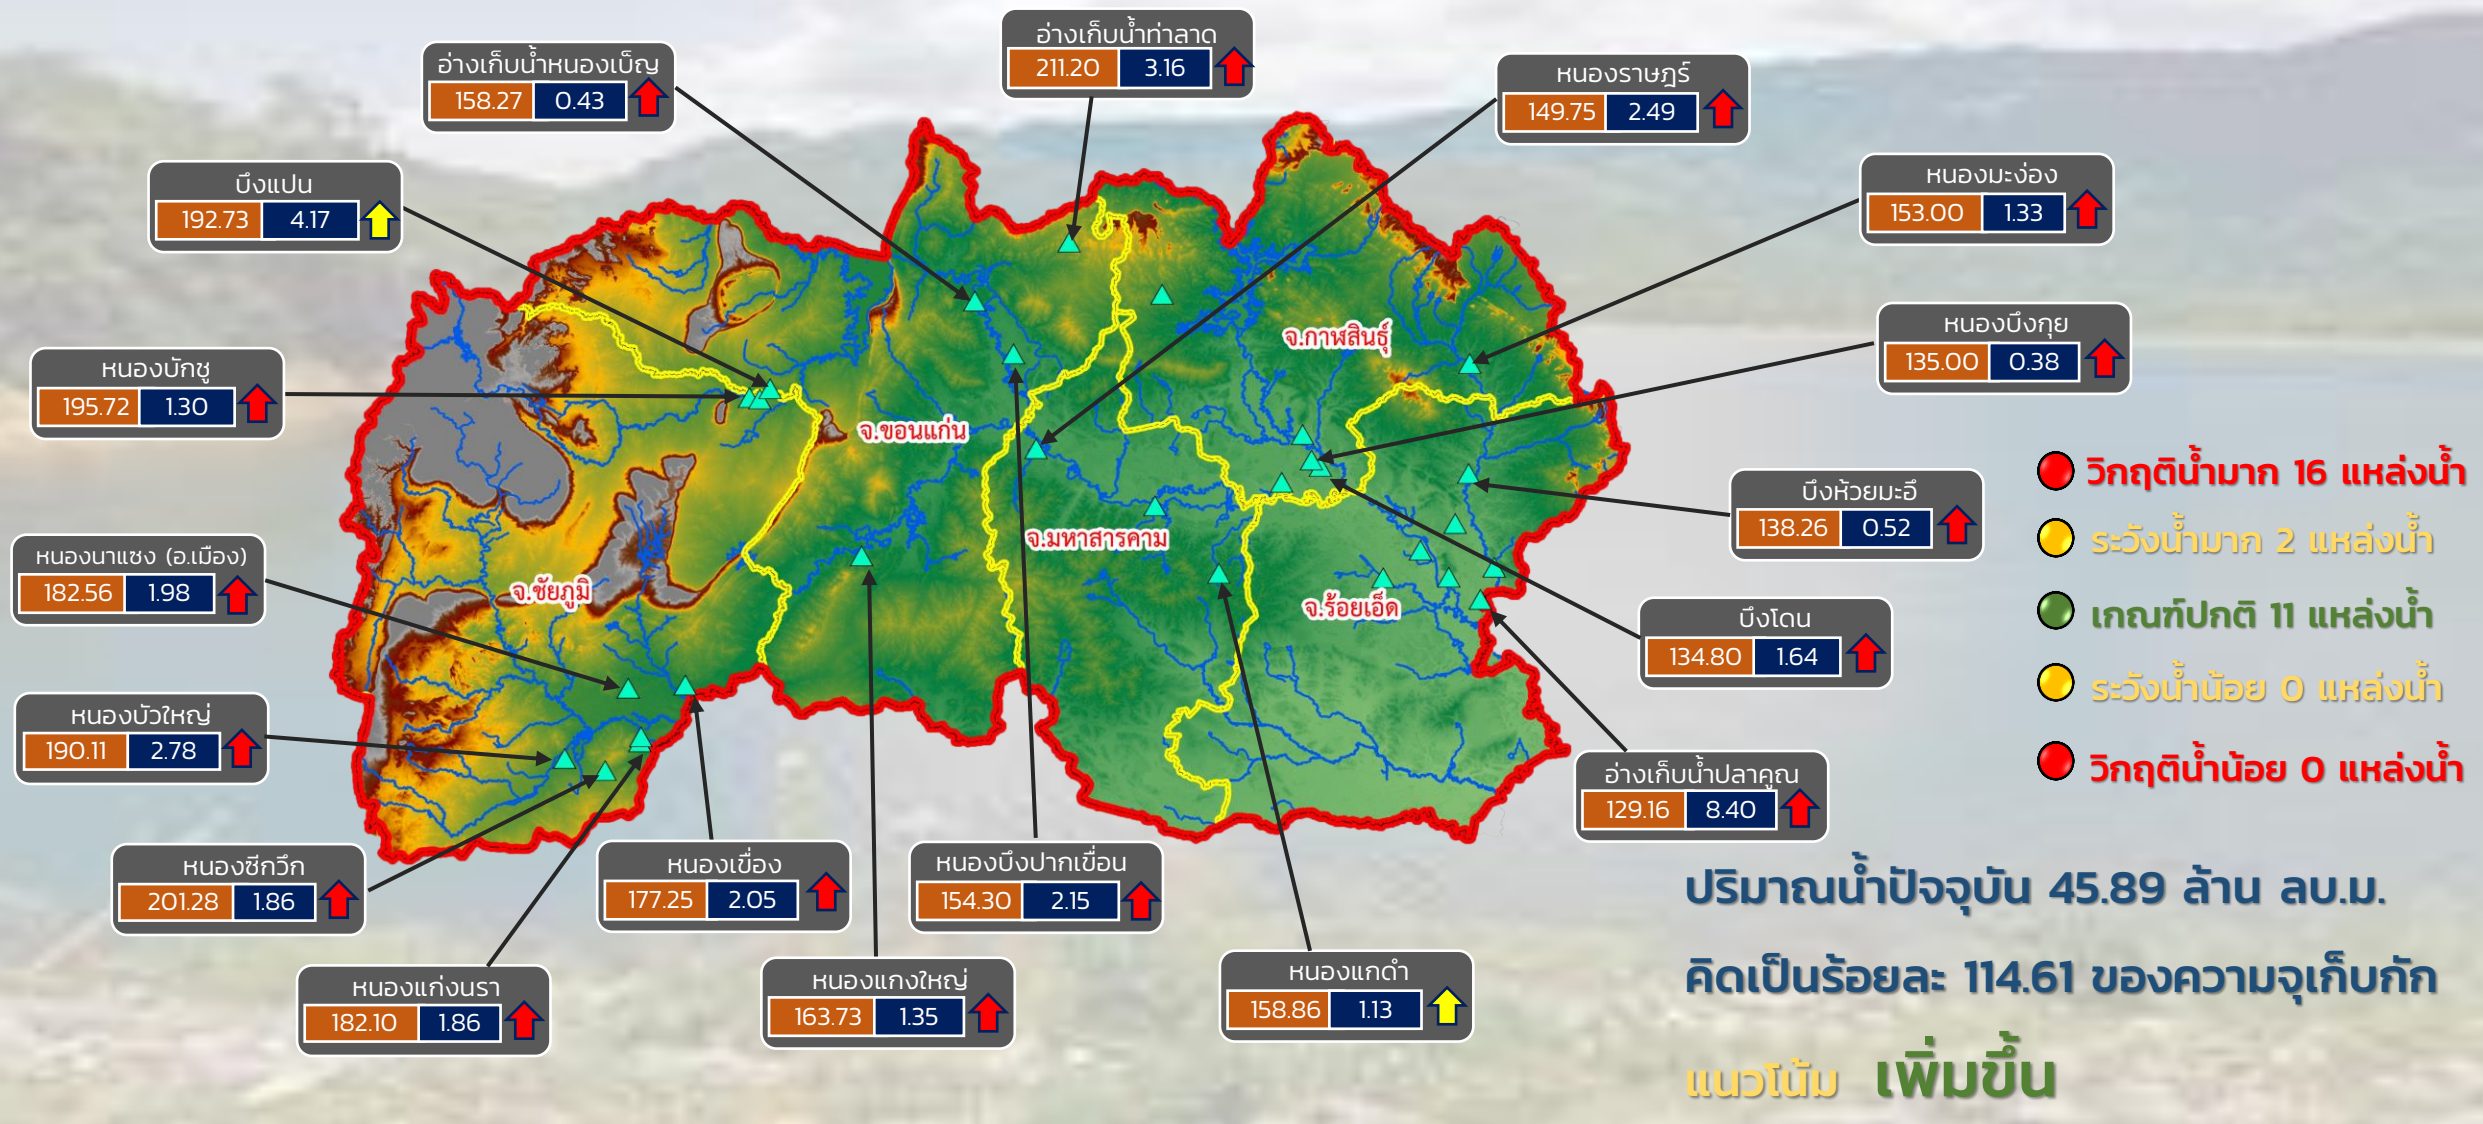 อ่างเก็บน้ำท่าลาด
211.20 3.16
อ่างเก็บน้ำหนองเบ็ญ
158.27 0.43
หนองราษฎร์
149.75 2.49
บึงแปน
192.73 4.17
หนองมะง่อง
153.00 1.33
หนองบึงกุย
135.00 0.38
หนองบักซู
195.72 1.30
จ.กาฬสินธุ์
จ.ขอนแก่น
จ.มหาสารคาม
จ.ชัยภูมิ
จ.ร้อยเอ็ด
วิกฤติน้ำมาก 16 แหล่งน้ำ
ระวังน้ำมาก 2 แหล่งน้ำ
เกณฑ์ปกติ 11 แหล่งน้ำ
ระวังน้ำน้อย 0 แหล่งน้ำ
วิกฤติน้ำน้อย 0 แหล่งน้ำ
บึงห้วยมะอึ
138.26 0.52
หนองนาแซง (อ.เมือง)
182.56 1.98
บึงโดน
134.80 1.64
หนองบัวใหญ่
190.11 2.78
อ่างเก็บน้ำปลาคูณ
129.16 8.40
หนองซีกวึก
201.28 1.86
หนองเขื่อง
177.25 2.05
หนองบึงปากเขื่อน
154.30 2.15
หนองแก่งนรา
182.10 1.86
หนองแกงใหญ่
163.73 1.35
หนองแกดำ
158.86 1.13
ปริมาณน้ำปัจจุบัน 45.89 ล้าน ลบ.ม.
คิดเป็นร้อยละ 114.61 ของความจุเก็บกัก
แนวโน้ม เพิ่มขึ้น